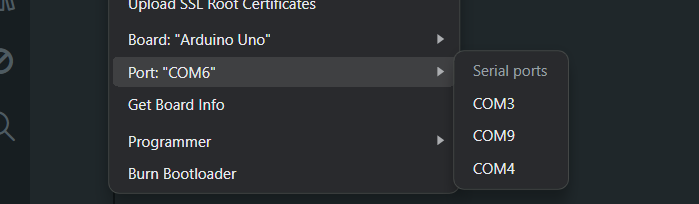 Upload SSL Root Certificates
Board: "Arduino Uno"
Port: "COM6"
Get Board Info
Programmer
Burn Bootloader
Serial ports
COM3
COM9
COM4